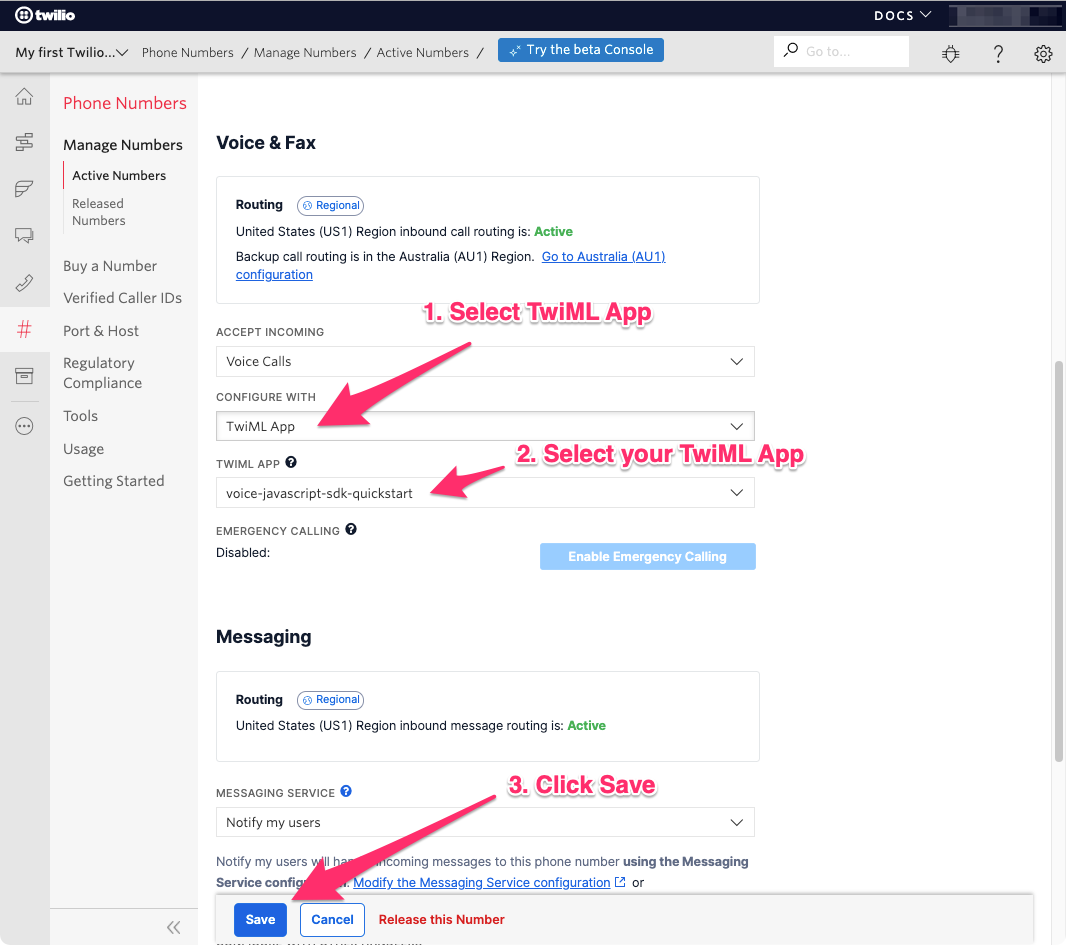 twilio
DOCS
My first Twilio...
Phone Numbers / Manage Numbers / Active Numbers /
Try the beta Console
Go to...
Phone Numbers
Manage Numbers
Active Numbers
Released
Numbers
Buy a Number
Verified Caller IDs
Port & Host
Regulatory
Compliance
Tools
Usage
Getting Started
Voice & Fax
Routing Regional
United States (US1) Region inbound call routing is: Active
Backup call routing is in the Australia (AU1) Region. Go to Australia (AU1)
configuration
1. Select TwiML App
ACCEPT INCOMING
Voice Calls
CONFIGURE WITH
TwiML App
2. Select your TwiML App
TWIML APP
voice-javascript-sdk-quickstart
EMERGENCY CALLING
Disabled:
Enable Emergency Calling
Messaging
Routing Regional
United States (US1) Region inbound message routing is: Active
3. Click Save
MESSAGING SERVICE
Notify my users
Notify my users will incoming messages to this phone number using the Messaging
Service Modify the Messaging Service configuration or
Save
Cancel
Release this Number